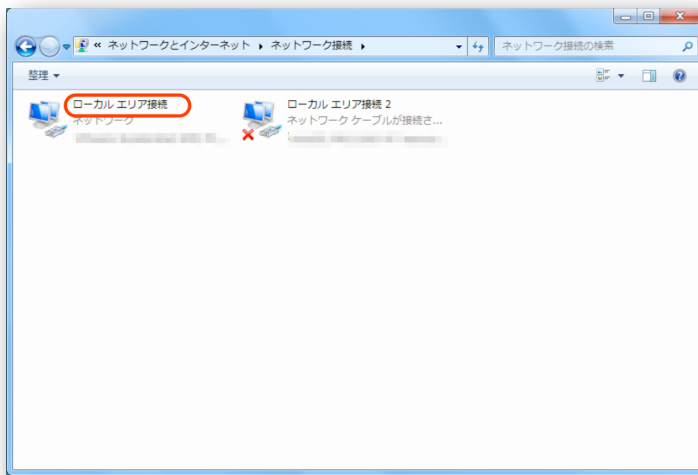 « ネットワークとインターネット ▸ ネットワーク接続 ▸
ネットワーク接続の検索
整理 ▼
ローカル エリア接続
ネットワーク
ローカル エリア接続 2
ネットワーク ケーブルが接続さ...